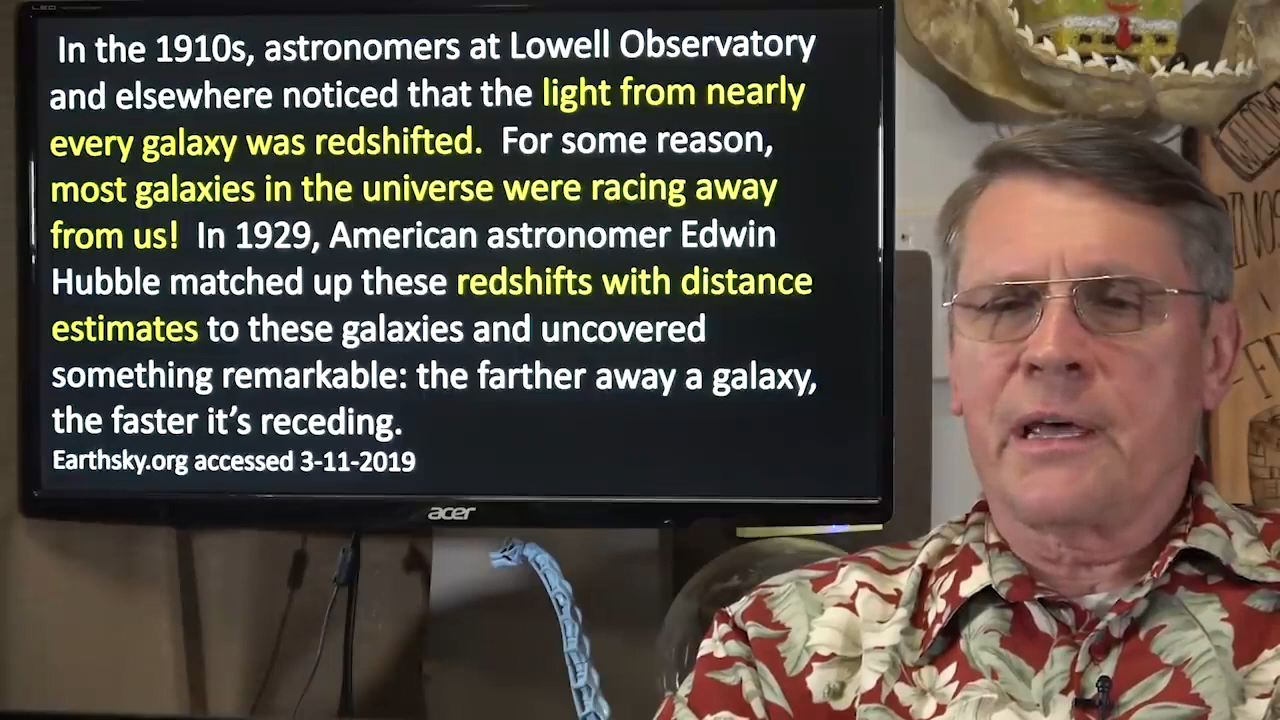 In the 1910s, astronomers at Lowell Observatory
and elsewhere noticed that the light from nearly
every galaxy was redshifted. For some reason,
most galaxies in the universe were racing away
from us! In 1929, American astronomer Edwin
Hubble matched up these redshifts with distance
estimates to these galaxies and uncovered
something remarkable: the farther away a galaxy,
the faster it's receding.
Earthsky.org accessed 3-11-2019
acer